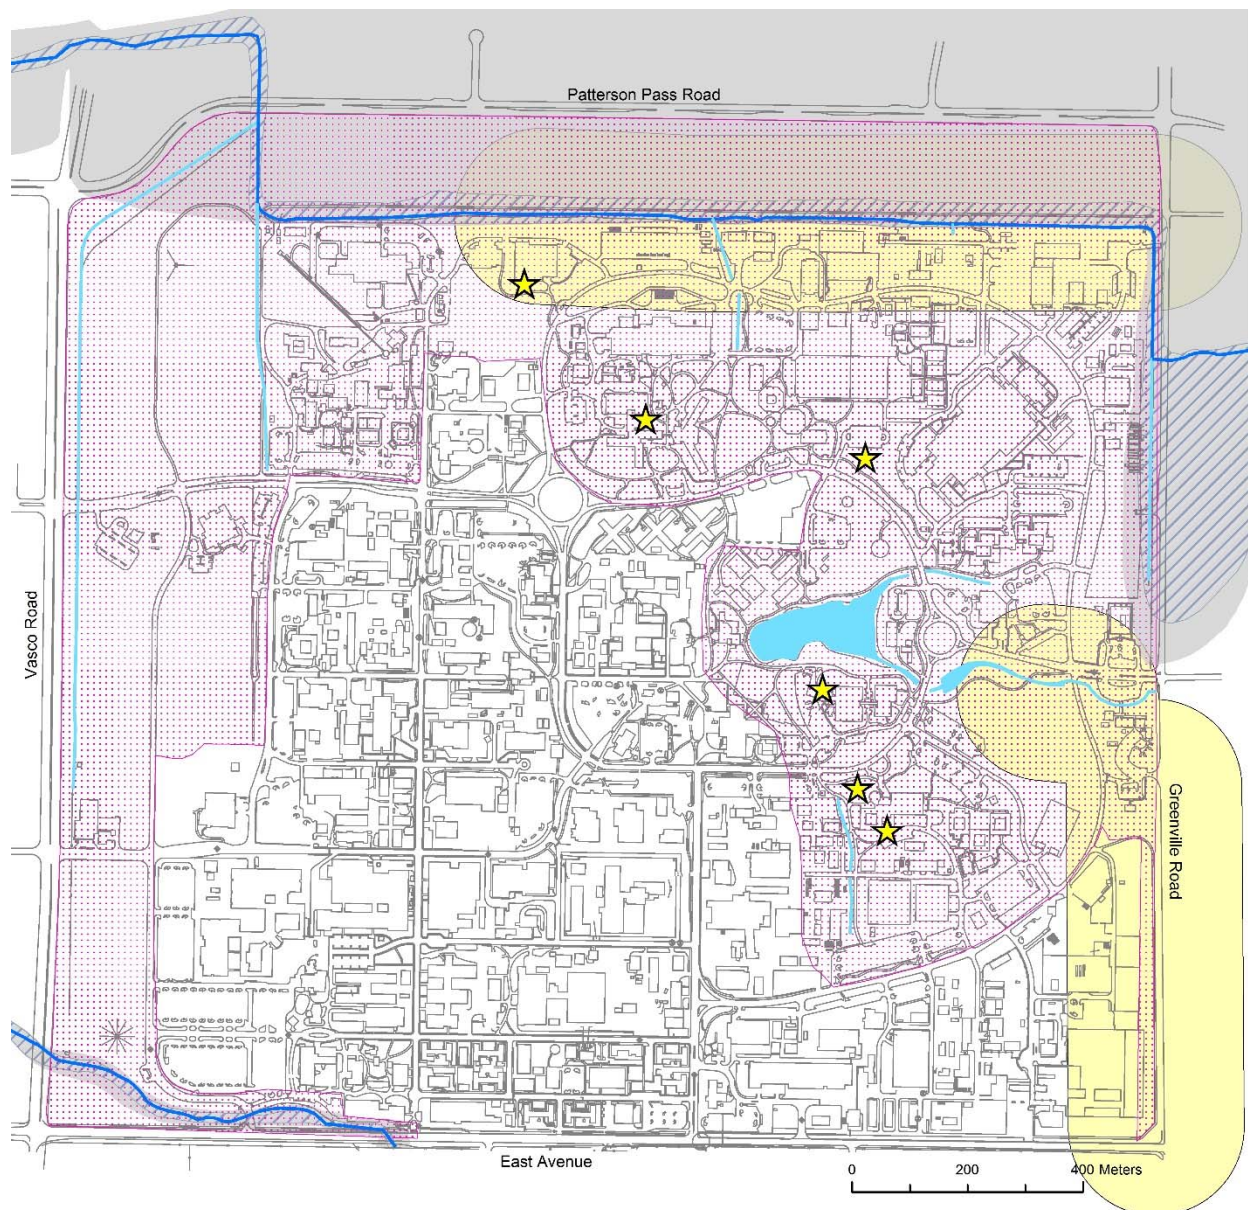 Patterson Pass Road
Vasco Road
Greenville Road
East Avenue
0 200 400 Meters